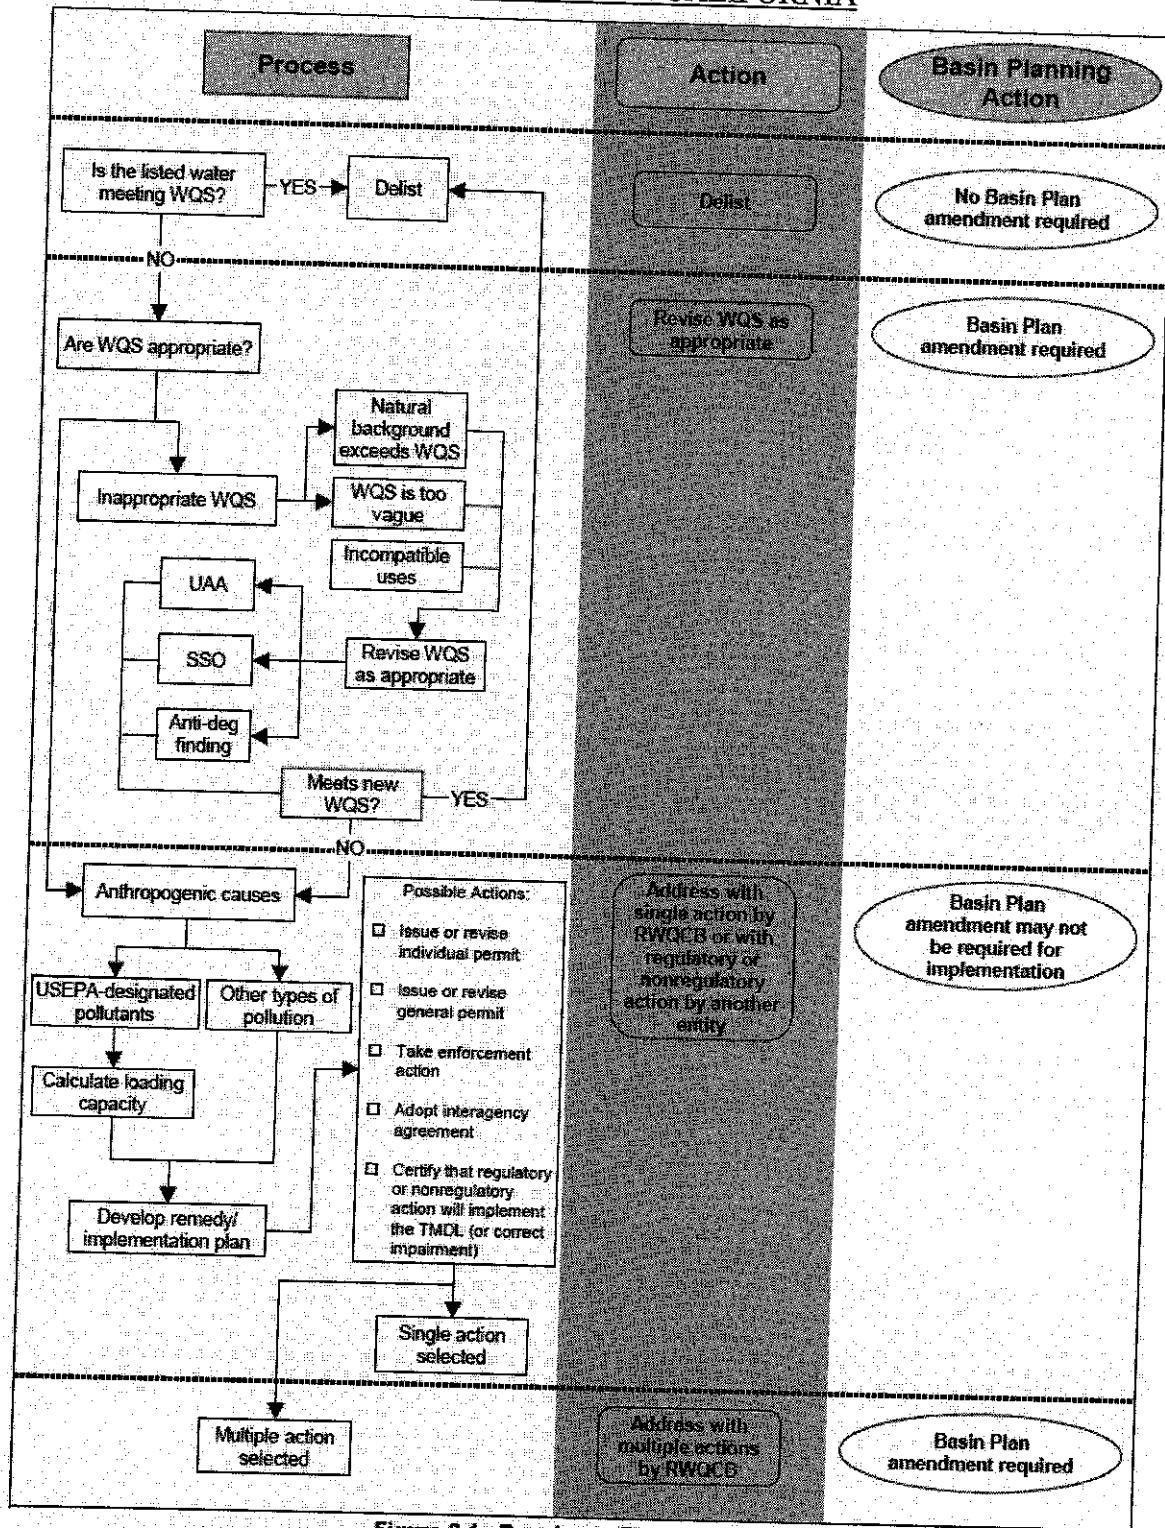 Process
Action
Basin Planning
Action
Is the listed water
meeting WQS?
YES
Delist
Delist
No Basin Plan
amendment required
NO
Are WQS appropriate?
Revise WQS as
appropriate
Basin Plan
amendment required
Natural
background
exceeds WQS
Inappropriate WQS
WQS is too
vague
Incompatible
uses
UAA
SSO
Revise WQS
as appropriate
Anti-deg
finding
Meets new
WQS?
YES
NO
Anthropogenic causes
Possible Actions:
Issue or revise
individual permit
Issue or revise
general permit
Take enforcement
action
Adopt interagency
agreement
Certify that regulatory
or nonregulatory
action will implement
the TMDL (or correct
impairment)
Address with
single action by
RWQCB or with
regulatory or
nonregulatory
action by another
entity
Basin Plan
amendment may not
be required for
implementation
USEPA-designated
pollutants
Other types of
pollution
Calculate loading
capacity
Develop remedy/
implementation plan
Single action
selected
Multiple action
selected
Address with
multiple actions
by RWQCB
Basin Plan
amendment required